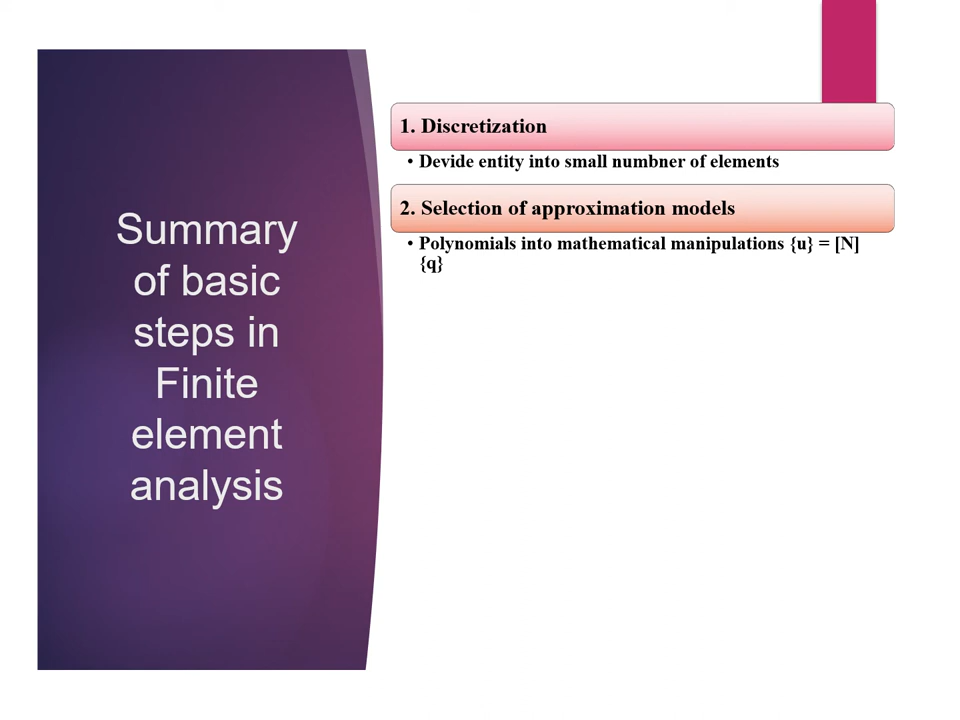 Summary
of basic
steps in
Finite
element
analysis
1. Discretization
• Devide entity into small numbner of elements
2. Selection of approximation models
• Polynomials into mathematical manipulations {u} = [N]
{q}